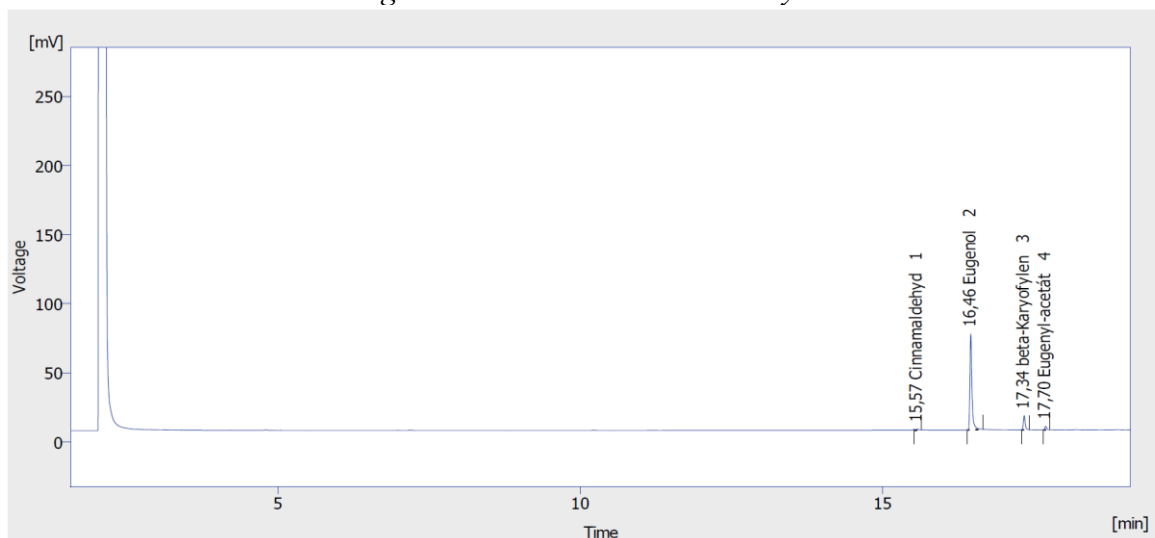 [mV]
250
200
150
100
50
0
Voltage
15,57 Cinnamaldehyd 1
16,46 Eugenol 2
17,34 beta-Karyofylen 3
17,70 Eugenyl-acetát 4
5
10
15
Time
[min]